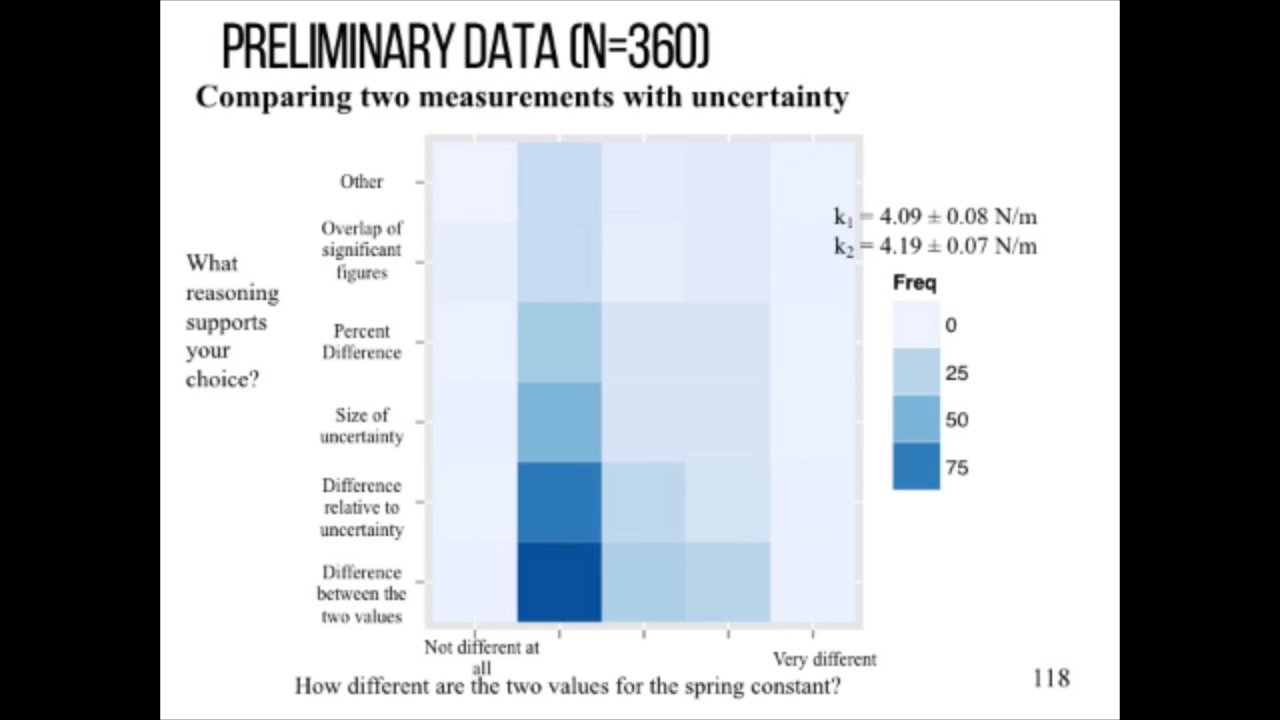 PRELIMINARY DATA (N=360)
Comparing two measurements with uncertainty
What
reasoning
supports
your
choice?
Other
Overlap of
significant
figures
Percent
Difference
Size of
uncertainty
Difference
relative to
uncertainty
Difference
between the
two values
k₁ = 4.09 ± 0.08 N/m
k₂ = 4.19 ± 0.07 N/m
Freq
0
25
50
75
Not different at
all
Very different
How different are the two values for the spring constant?
118